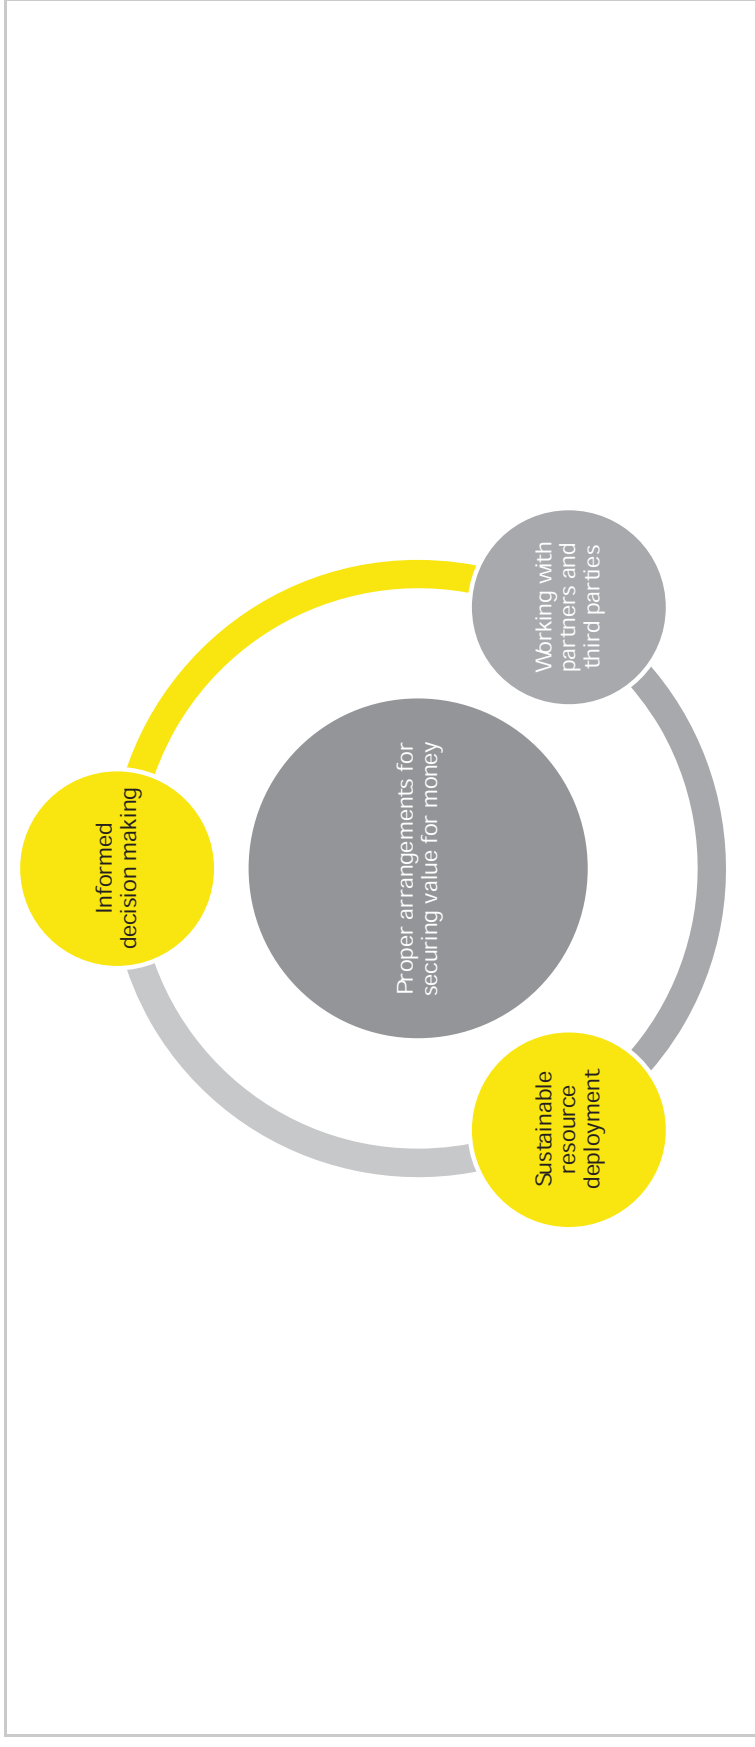 Informed
decision making
Proper arrangements for
securing value for money
Sustainable
resource
deployment
Working with
partners and
third parties